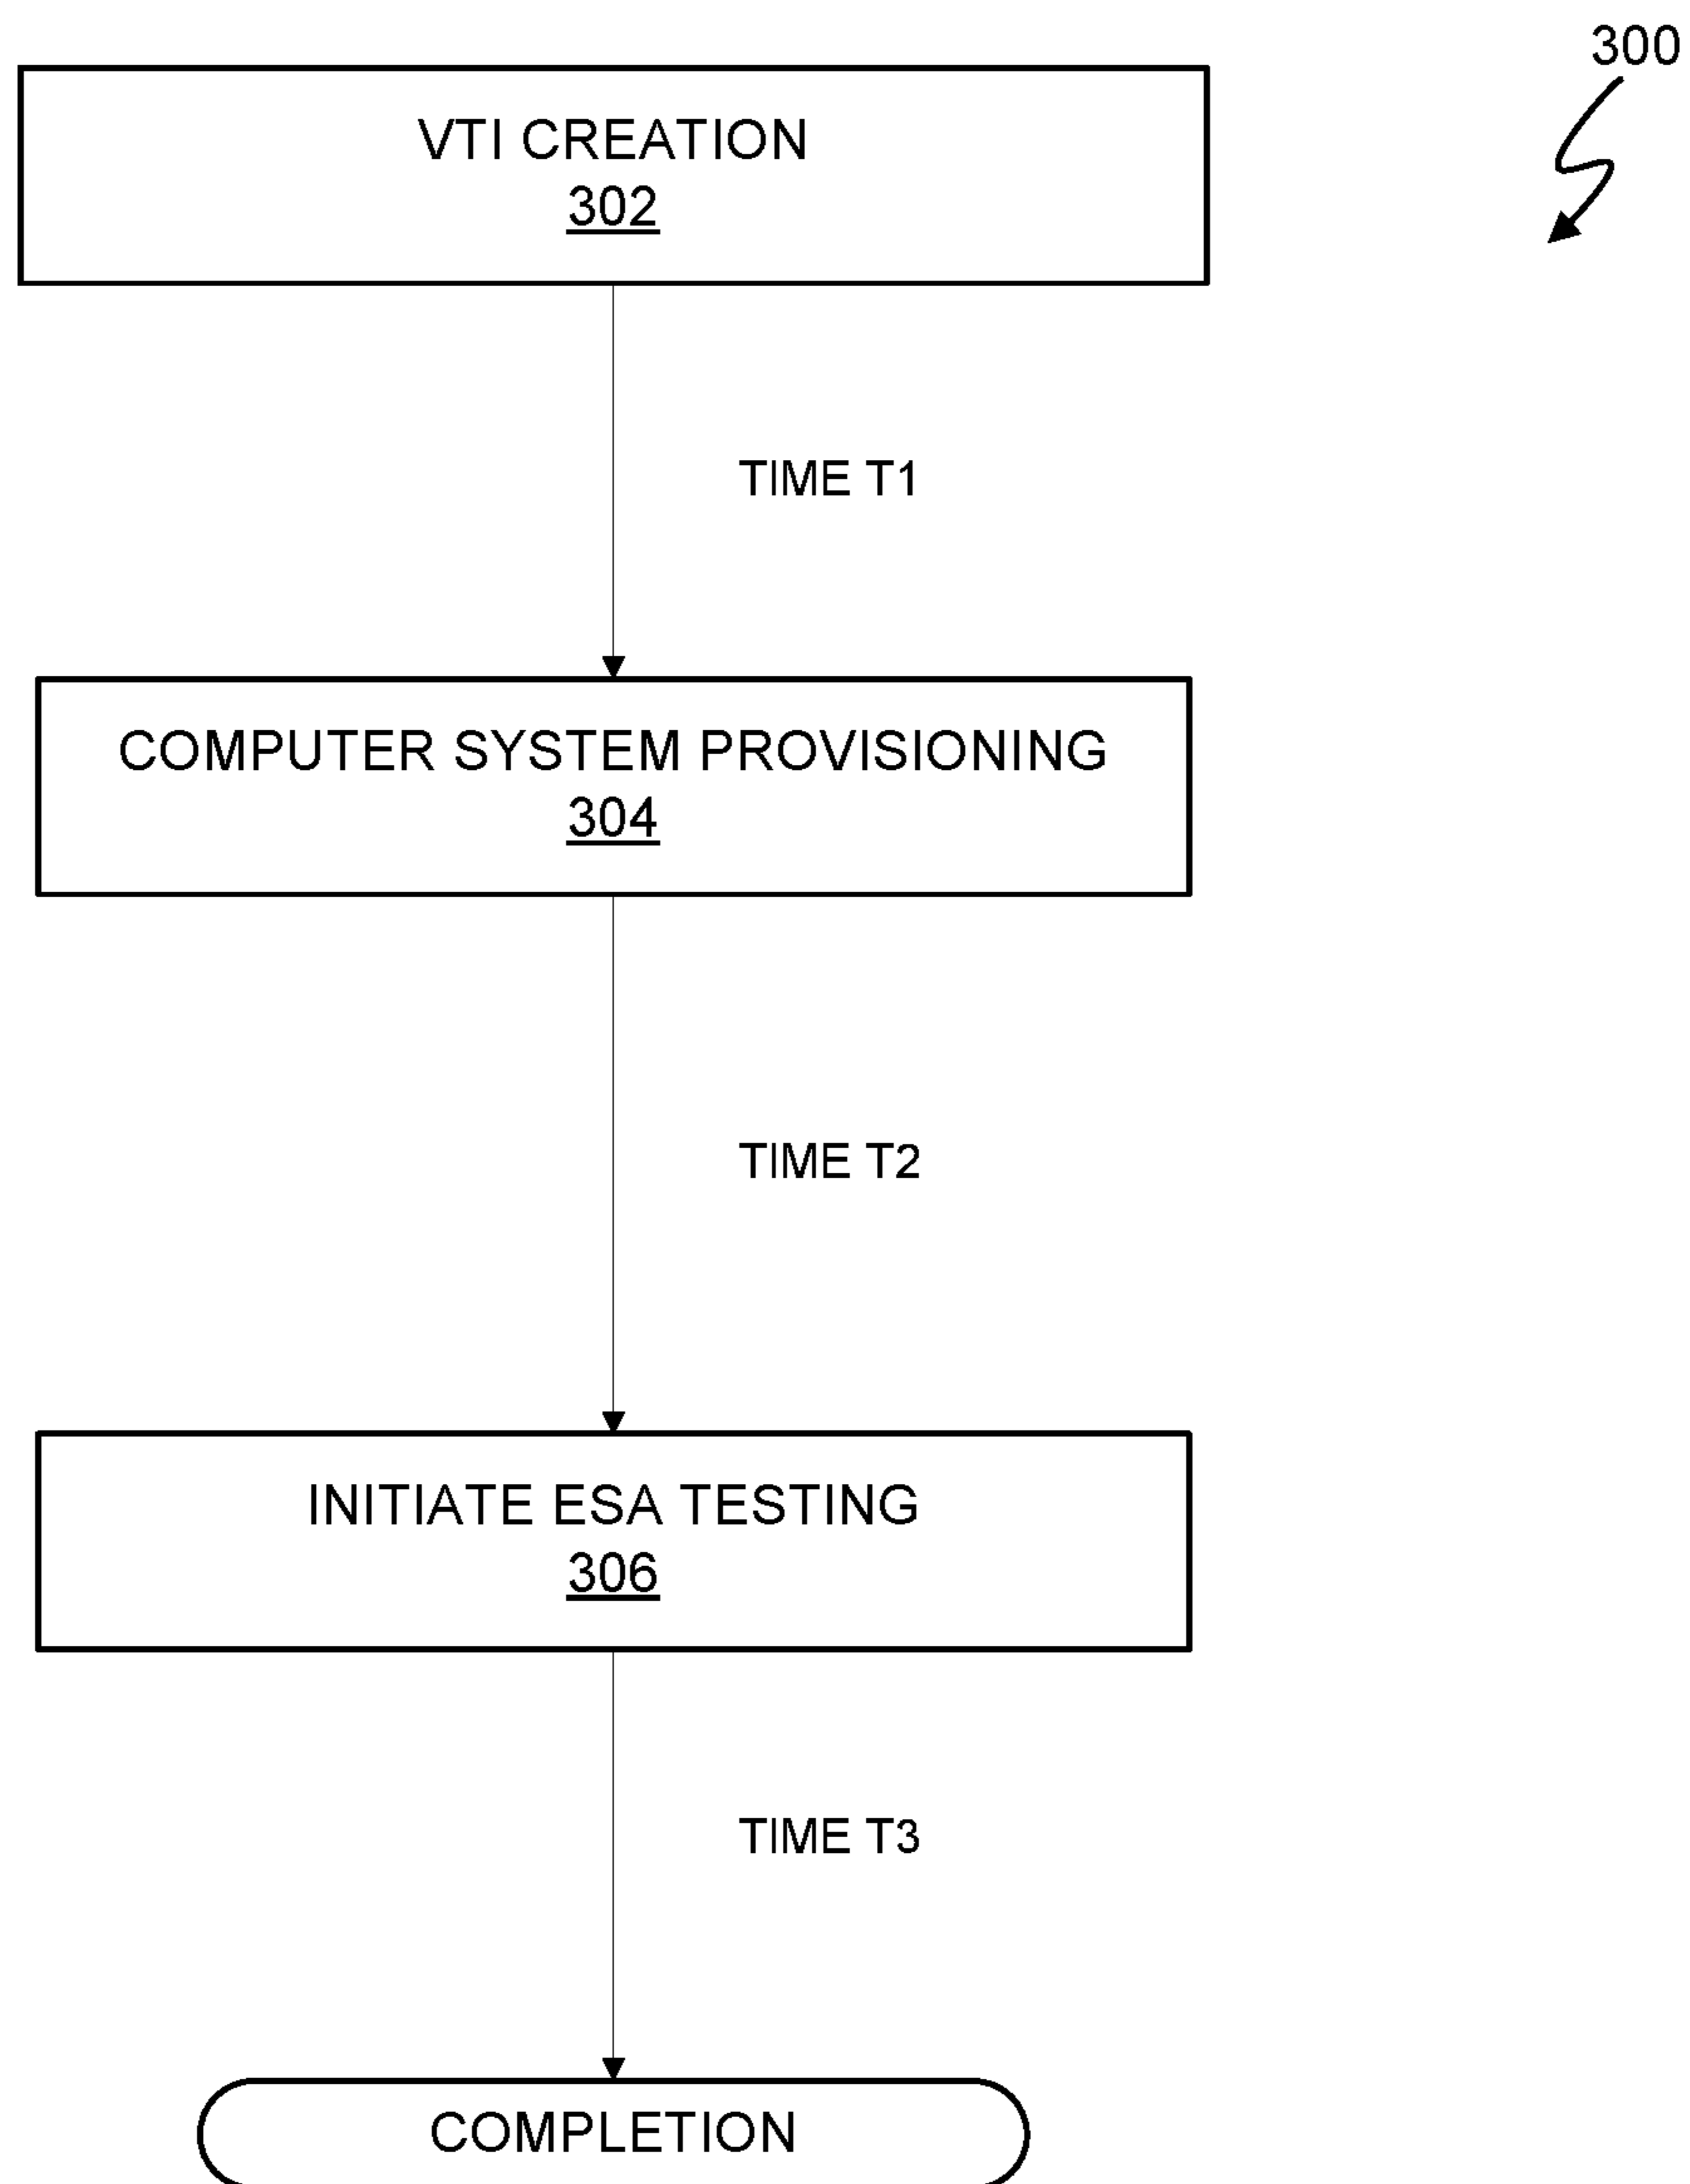 300
VTI CREATION
302
TIME T1
COMPUTER SYSTEM PROVISIONING
304
TIME T2
INITIATE ESA TESTING
306
TIME T3
COMPLETION